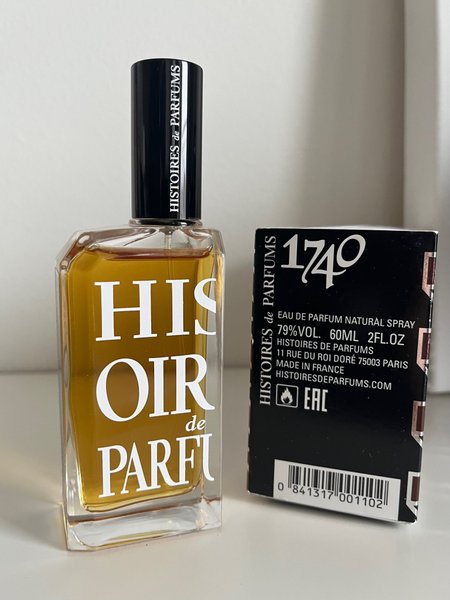 HISTOIRES de PARFUMS
HIS
OIR
de
PARFU
HISTOIRES de PARFUMS
1740
EAU DE PARFUM NATURAL SPRAY
79%VOL. 60ML 2FL.OZ
HISTOIRES DE PARFUMS
11 RUE DU ROI DORÉ 75003 PARIS
MADE IN FRANCE
HISTOIRESDEPARFUMS.COM
EAC
0 841317 001102